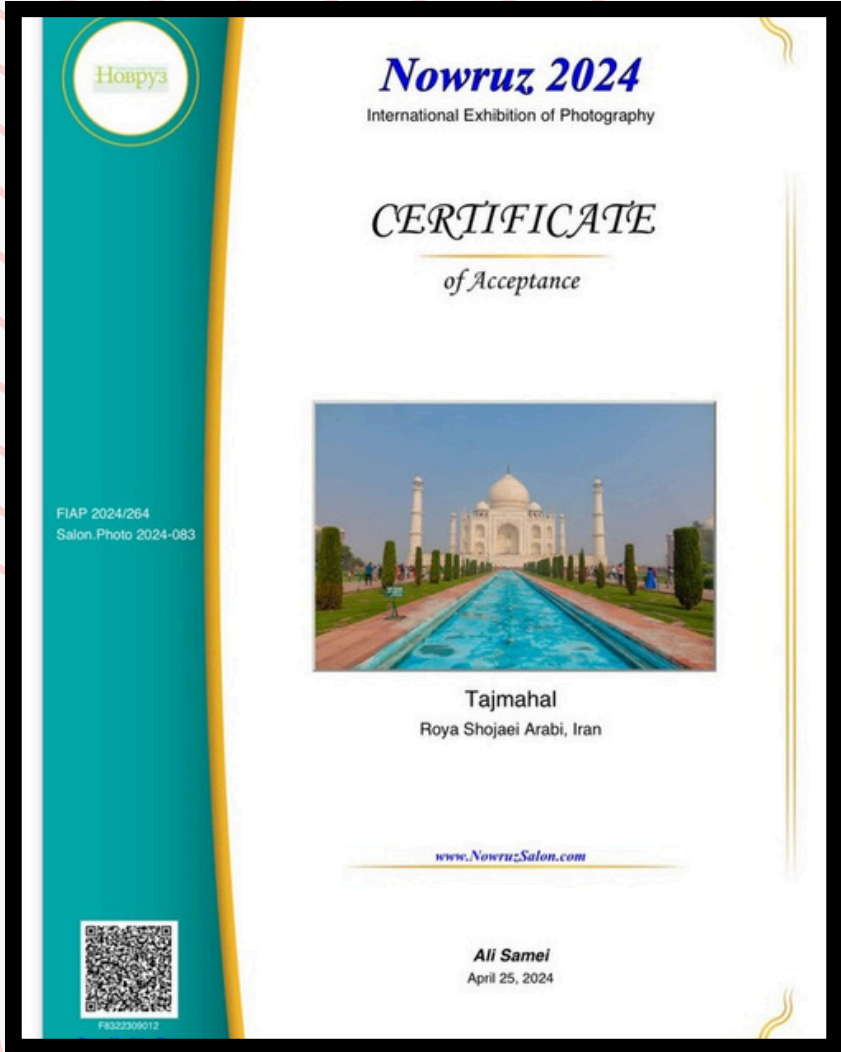 Новруз
Nowruz 2024
International Exhibition of Photography
CERTIFICATE
of Acceptance
FIAP 2024/264
Salon.Photo 2024-083
Tajmahal
Roya Shojaei Arabi, Iran
www.NowruzSalon.com
Ali Samei
April 25, 2024
F8322309012